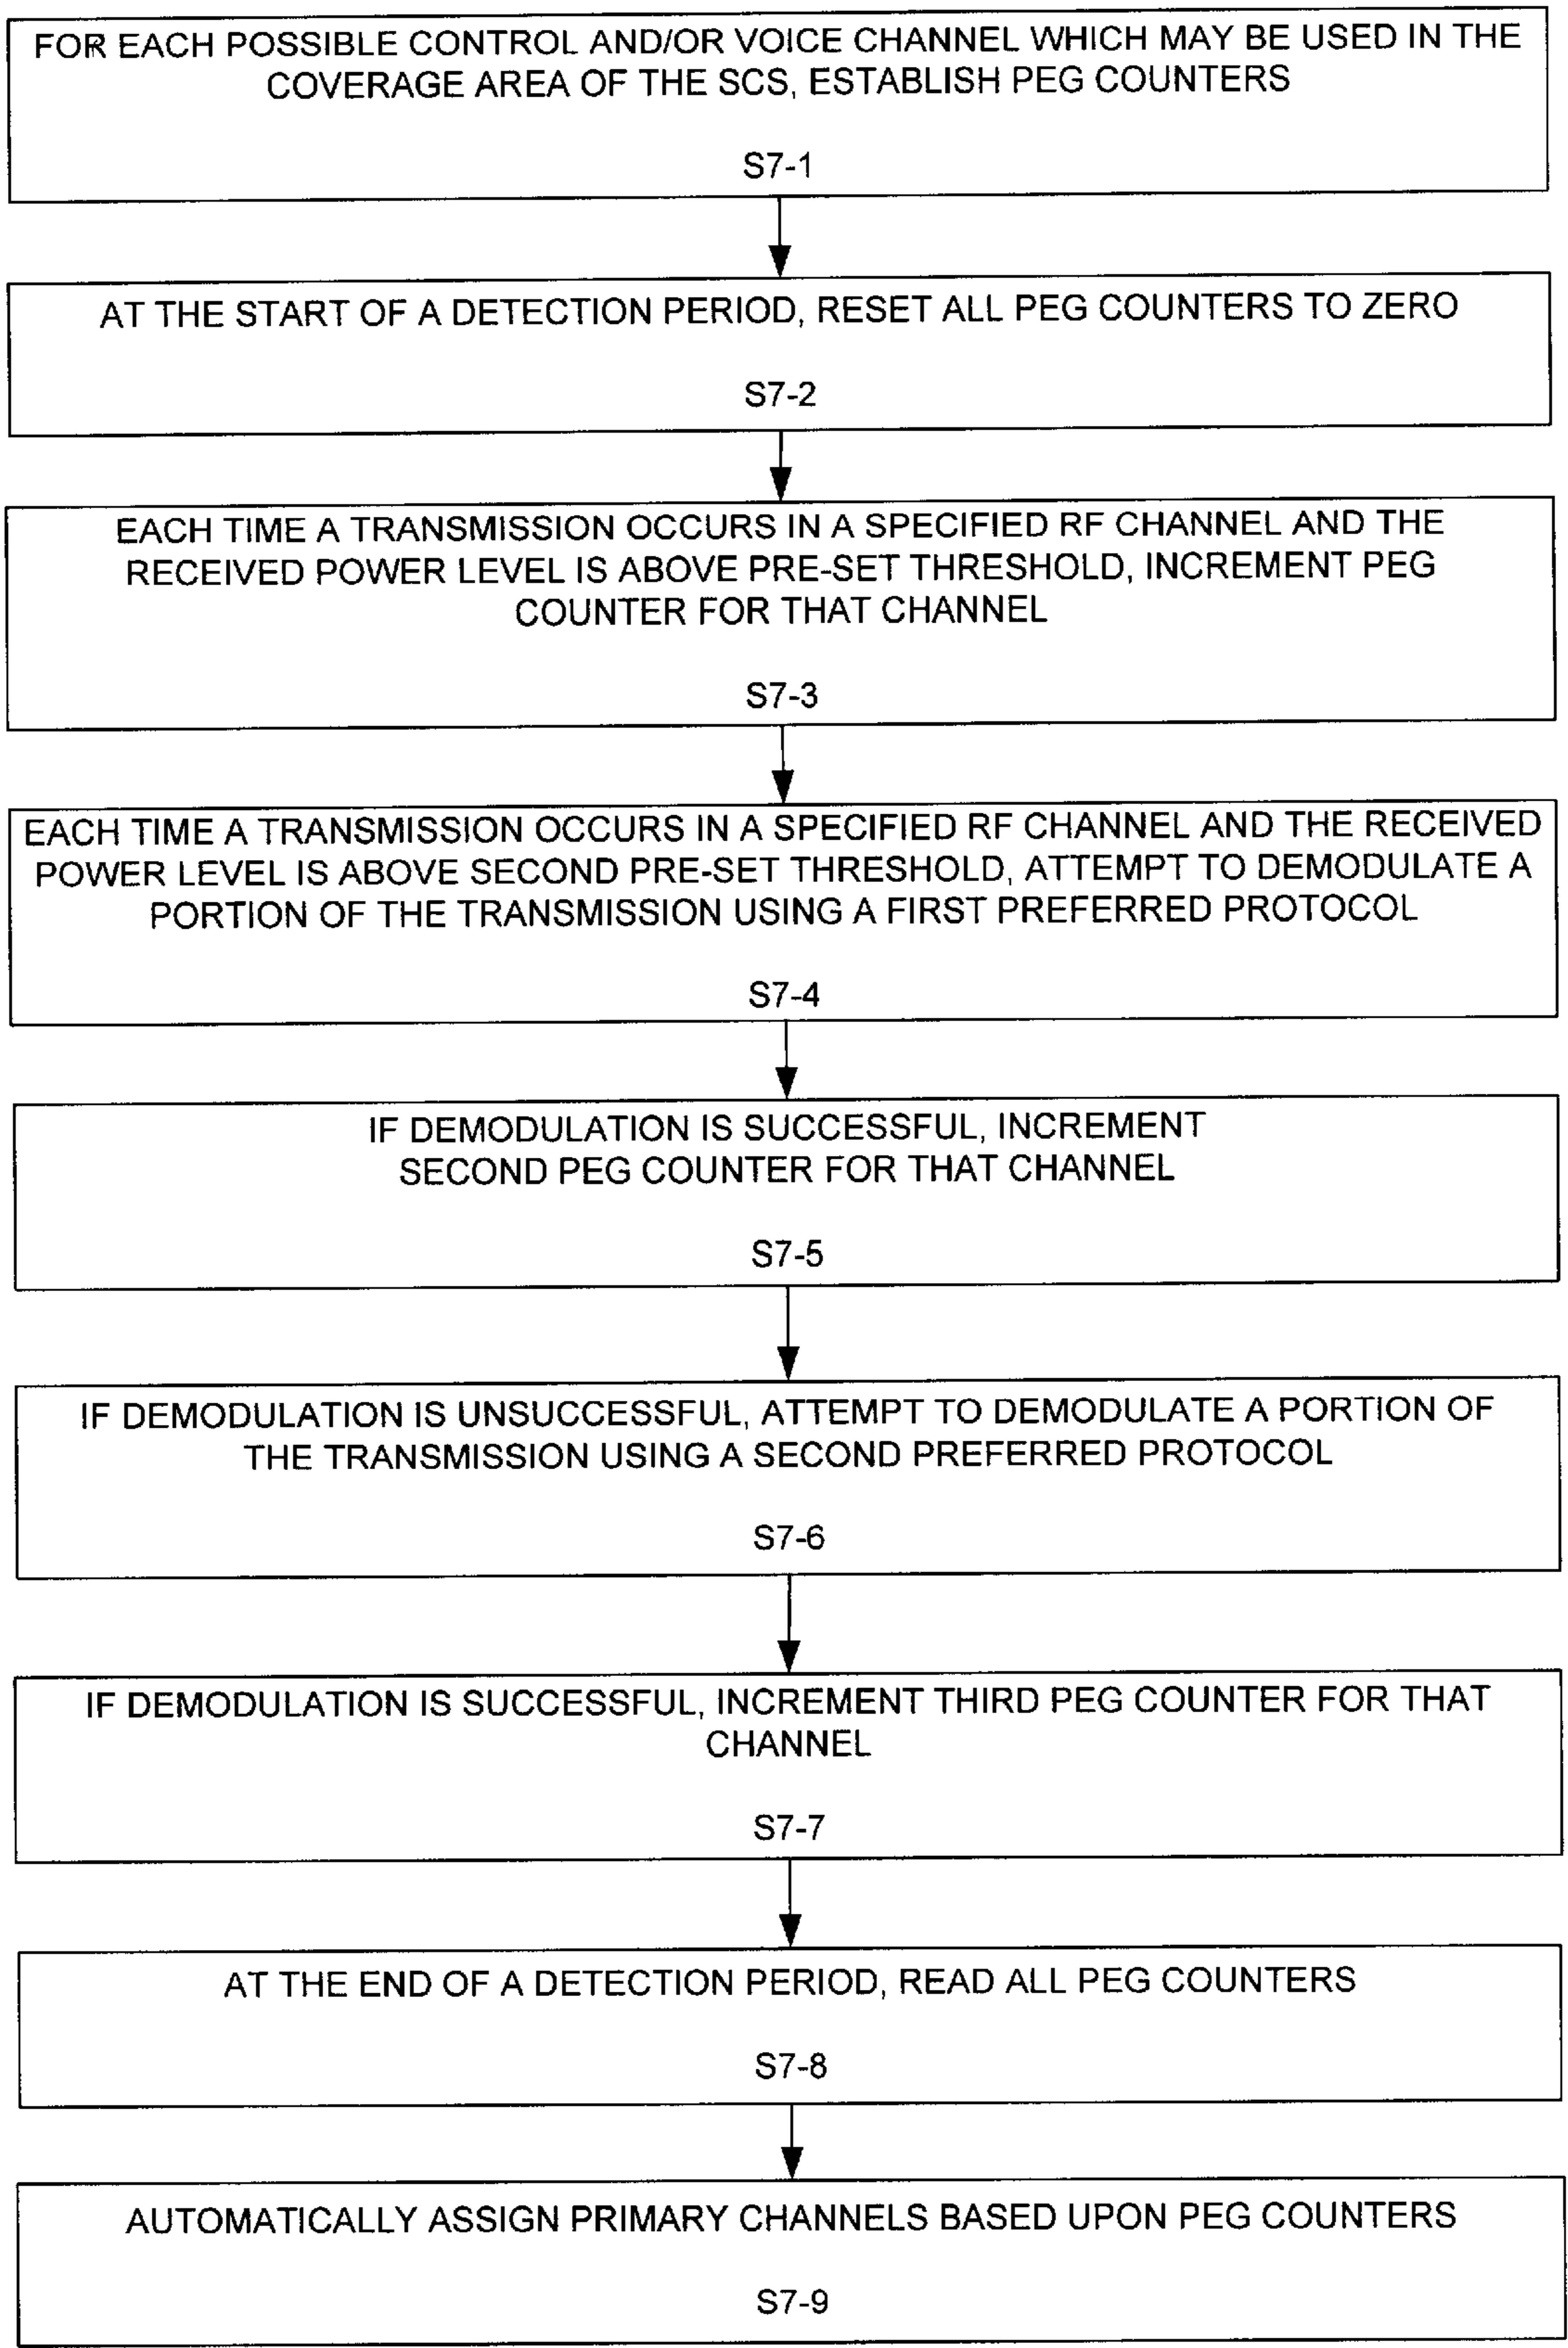 FOR EACH POSSIBLE CONTROL AND/OR VOICE CHANNEL WHICH MAY BE USED IN THE
COVERAGE AREA OF THE SCS, ESTABLISH PEG COUNTERS
S7-1
AT THE START OF A DETECTION PERIOD, RESET ALL PEG COUNTERS TO ZERO
S7-2
EACH TIME A TRANSMISSION OCCURS IN A SPECIFIED RF CHANNEL AND THE
RECEIVED POWER LEVEL IS ABOVE PRE-SET THRESHOLD, INCREMENT PEG
COUNTER FOR THAT CHANNEL
S7-3
EACH TIME A TRANSMISSION OCCURS IN A SPECIFIED RF CHANNEL AND THE RECEIVED
POWER LEVEL IS ABOVE SECOND PRE-SET THRESHOLD, ATTEMPT TO DEMODULATE A
PORTION OF THE TRANSMISSION USING A FIRST PREFERRED PROTOCOL
S7-4
IF DEMODULATION IS SUCCESSFUL, INCREMENT
SECOND PEG COUNTER FOR THAT CHANNEL
S7-5
IF DEMODULATION IS UNSUCCESSFUL, ATTEMPT TO DEMODULATE A PORTION OF
THE TRANSMISSION USING A SECOND PREFERRED PROTOCOL
S7-6
IF DEMODULATION IS SUCCESSFUL, INCREMENT THIRD PEG COUNTER FOR THAT
CHANNEL
S7-7
AT THE END OF A DETECTION PERIOD, READ ALL PEG COUNTERS
S7-8
AUTOMATICALLY ASSIGN PRIMARY CHANNELS BASED UPON PEG COUNTERS
S7-9